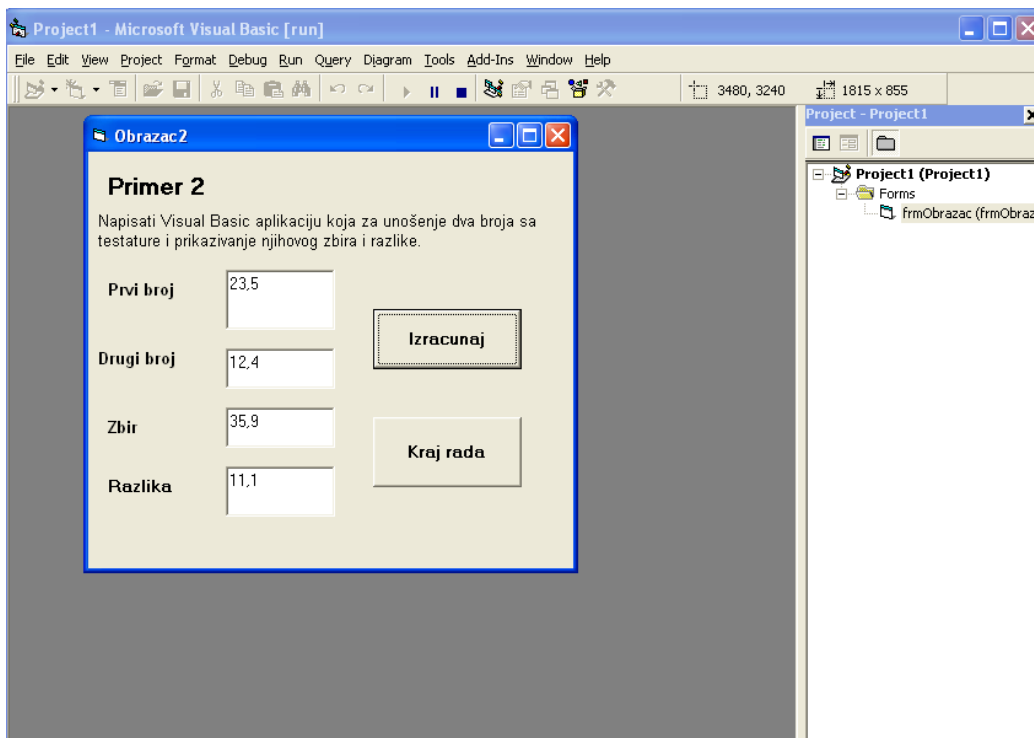 Project1 - Microsoft Visual Basic [run]
File Edit View Project Format Debug Run Query Diagram Tools Add-Ins Window Help
3480, 3240 1815 x 855
Project - Project1
Project1 (Project1)
Forms
frmObrazac (frmObraz
Obrazac2
Primer 2
Napisati Visual Basic aplikaciju koja za unošenje dva broja sa
testature i prikazivanje njihovog zbira i razlike.
Prvi broj 23,5
Izracunaj
Drugi broj 12,4
Zbir 35,9
Kraj rada
Razlika 11,1